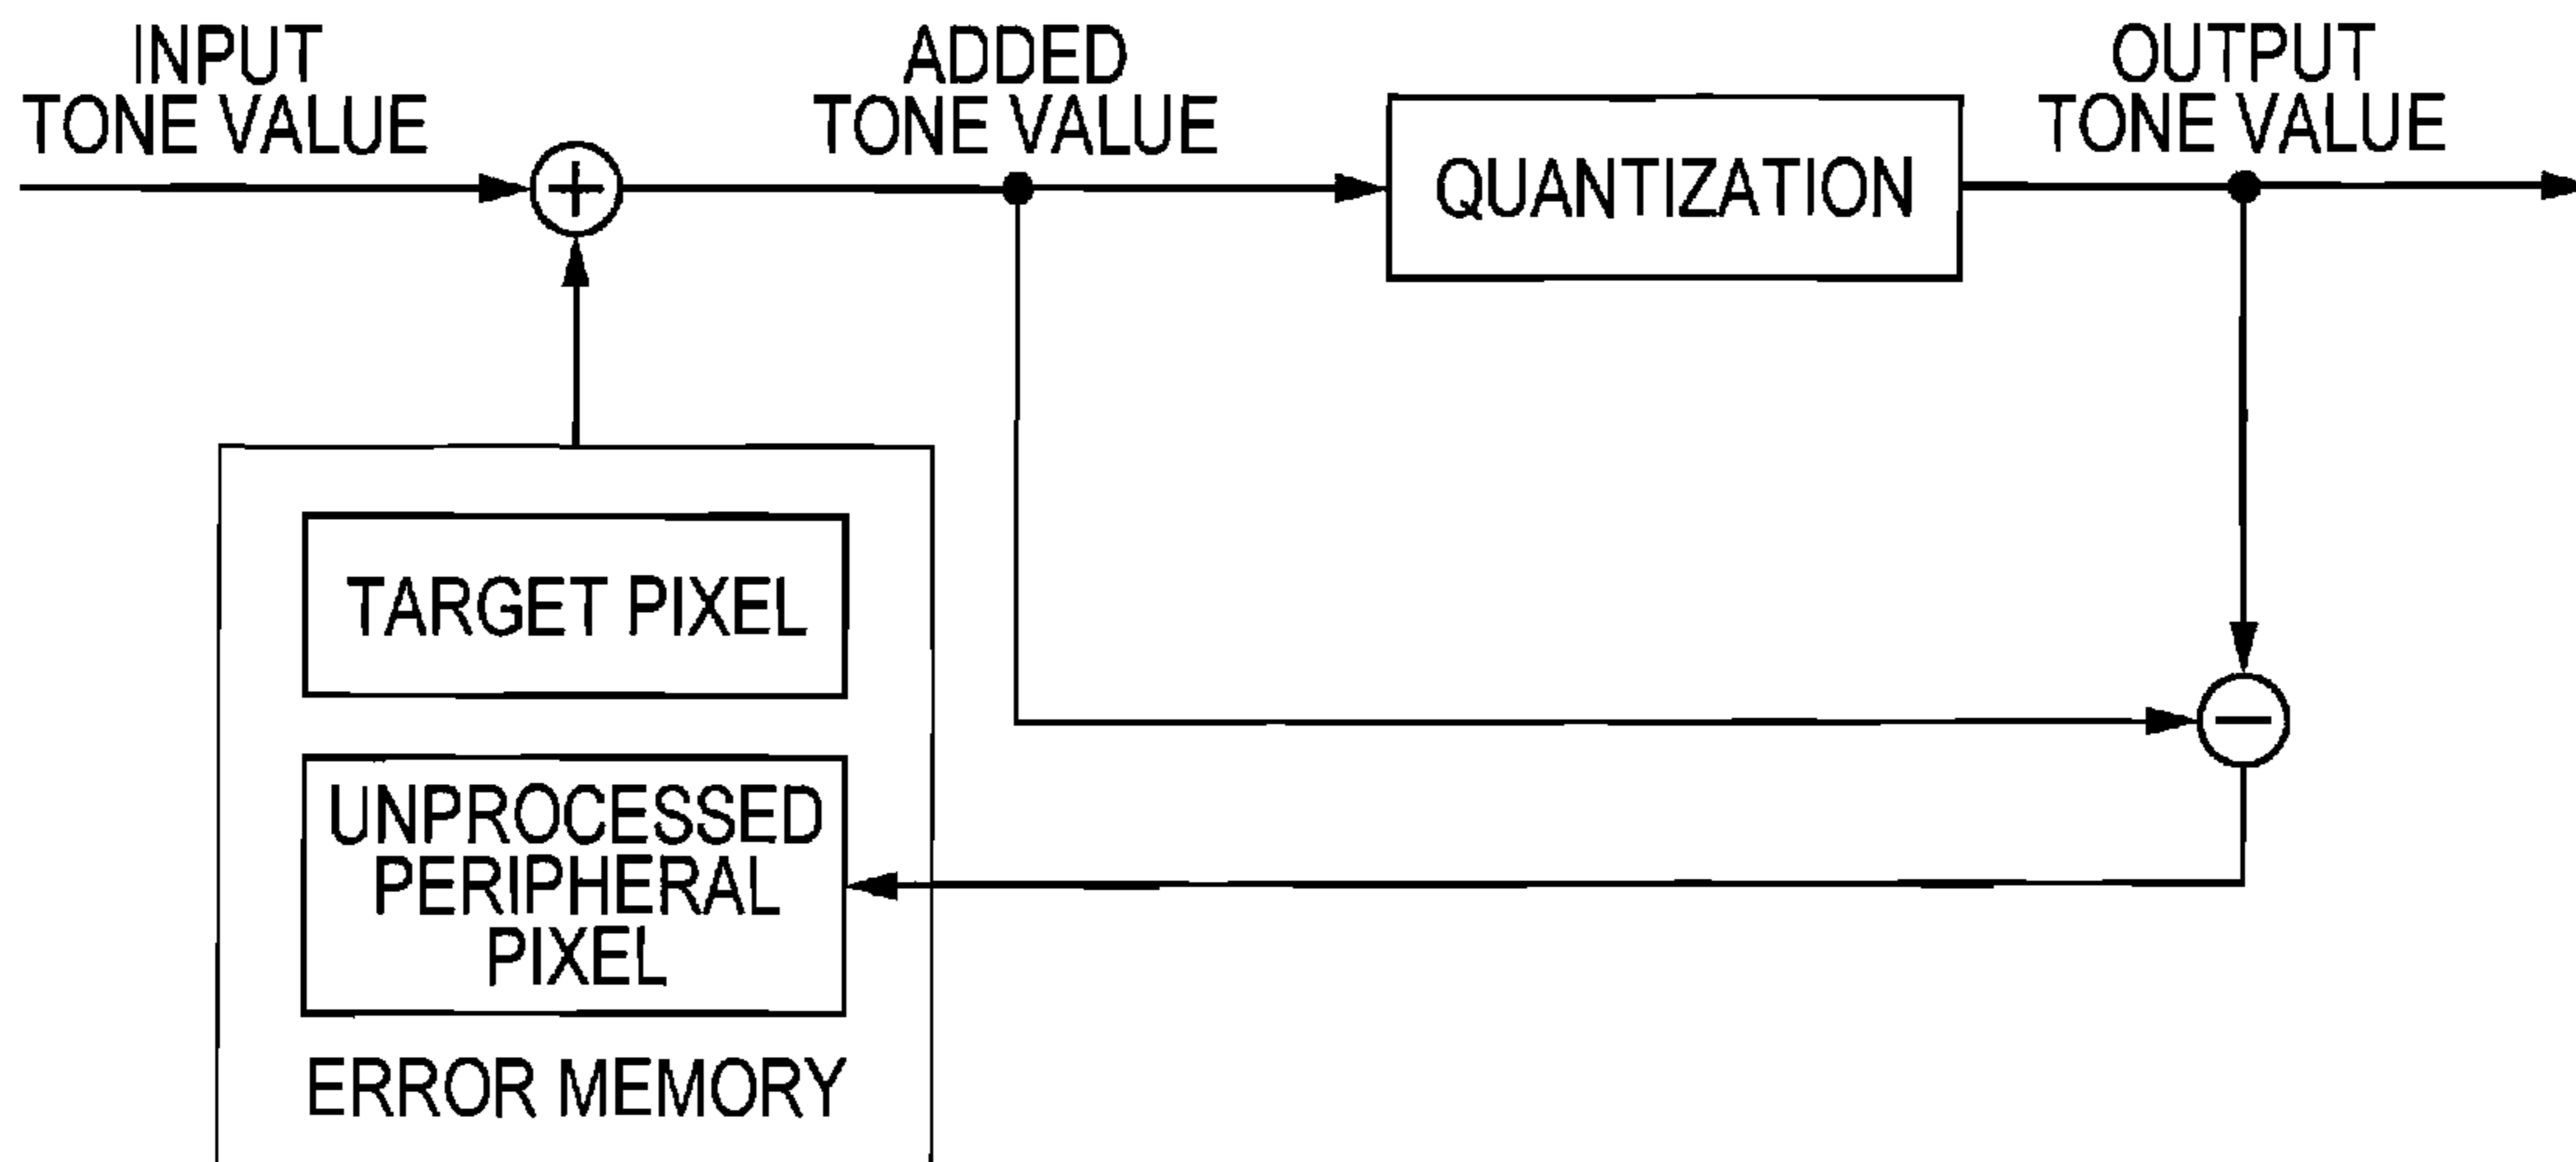 INPUT
TONE VALUE
ADDED
TONE VALUE
OUTPUT
TONE VALUE
QUANTIZATION
TARGET PIXEL
UNPROCESSED
PERIPHERAL
PIXEL
ERROR MEMORY